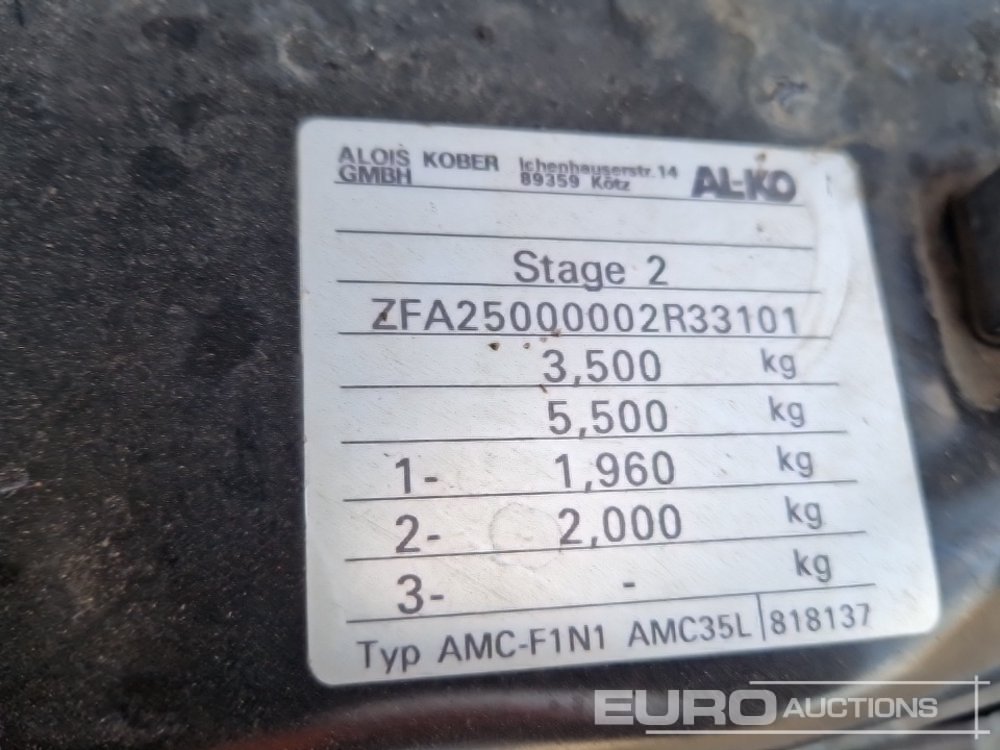 ALOIS KOBER GMBH Ichenhauserstr. 14 89359 Kötz AL-KO
Stage 2
ZFA25000002R33101
3,500 kg
5,500 kg
1- 1,960 kg
2- 2,000 kg
3- - kg
Typ AMC-F1N1 AMC35L 818137
EURO AUCTIONS